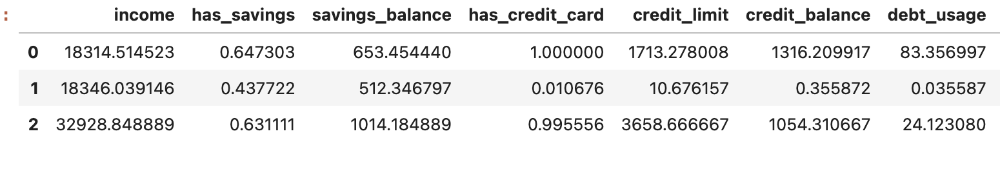 : income has_savings savings_balance has_credit_card credit_limit credit_balance debt_usage
0 18314.514523 0.647303 653.454440 1.000000 1713.278008 1316.209917 83.356997
1 18346.039146 0.437722 512.346797 0.010676 10.676157 0.355872 0.035587
2 32928.848889 0.631111 1014.184889 0.995556 3658.666667 1054.310667 24.123080